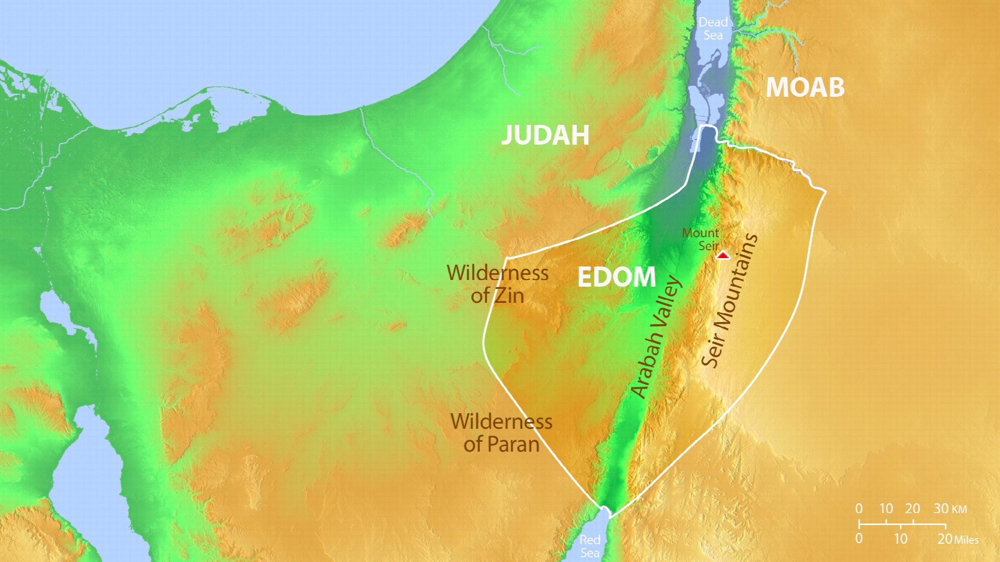 Dead
Sea
MOAB
JUDAH
Mount
Seir
Seir Mountains
Wilderness
of Zin
EDOM
Arabah Valley
Wilderness
of Paran
0 10 20 30 KM
0 10 20 Miles
Red
Sea